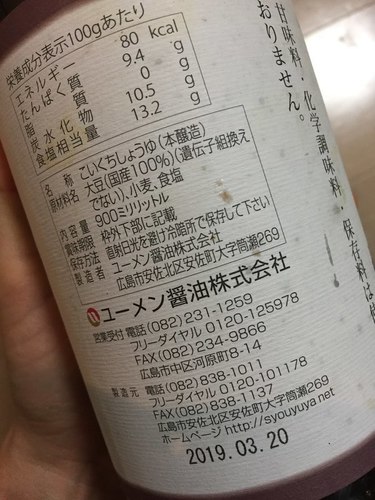 栄養成分表示100gあたり
エネルギー 80 kcal
たんぱく質 9.4 g
脂質 0 g
炭水化物 10.5 g
食塩相当量 13.2 g
名称 こいくちしょうゆ(本醸造)
原材料名 大豆(国産100%)(遺伝子組換え
でない)、小麦、食塩
内容量 900ミリリットル
賞味期限 枠外下部に記載
保存方法 直射日光を避け冷暗所で保存して下さい
製造者 ユーメン醤油株式会社
広島市安佐北区安佐町大字筒瀬269
甘味料・化学調味料・保存料は使
おりません。
ユーメン醤油株式会社
営業受付 電話(082)231-1259
フリーダイヤル 0120-125978
FAX(082)234-9866
広島市中区河原町8-14
製造元 電話(082)838-1011
フリーダイヤル 0120-101178
FAX(082)838-1137
広島市安佐北区安佐町大字筒瀬269
ホームページ http://syouyuya.net
2019.03.20